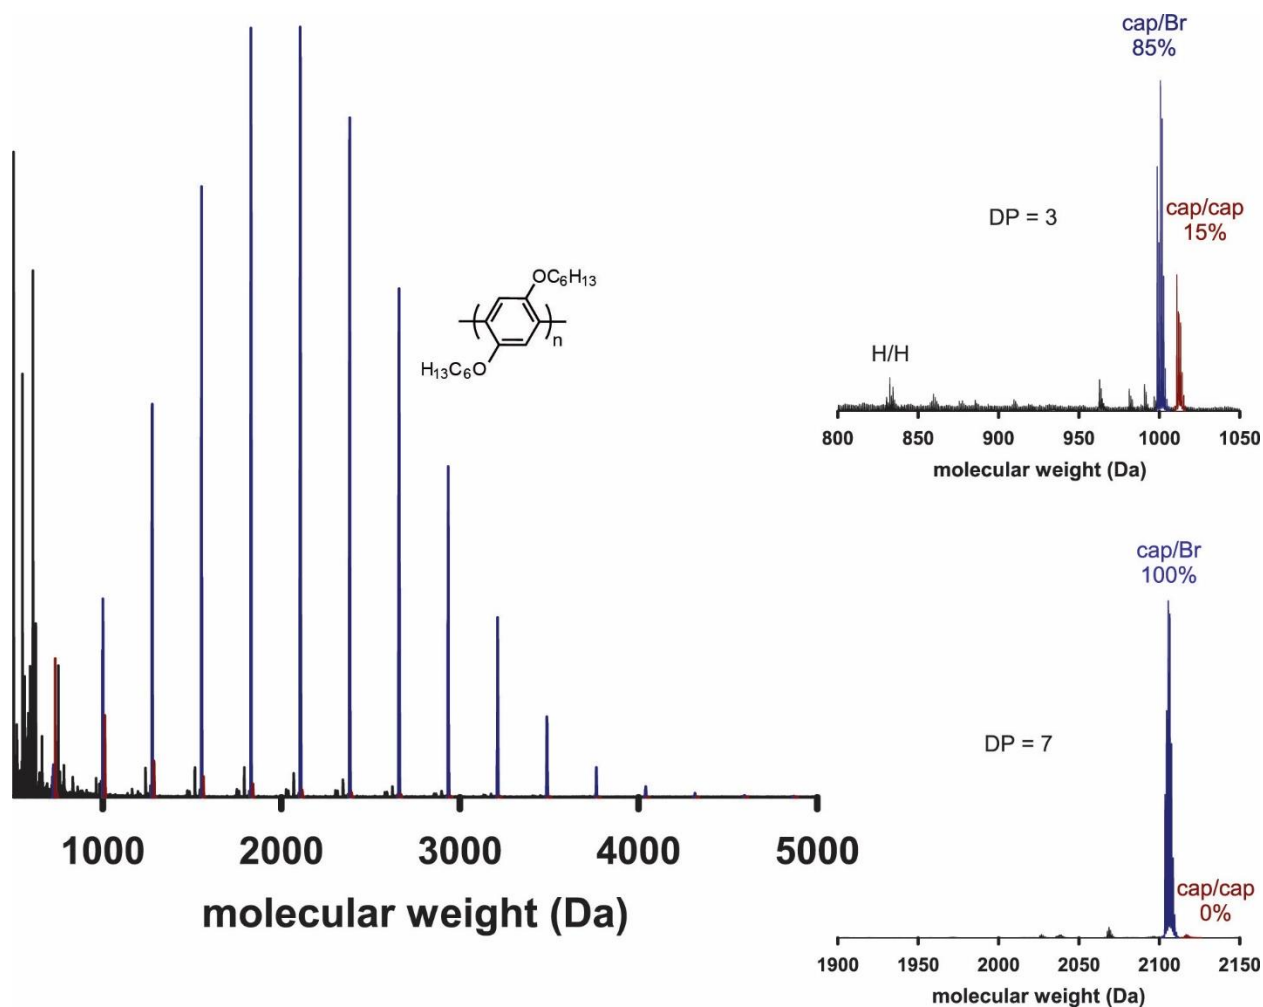 OC6H13
n
H13C6O
1000 2000 3000 4000 5000
molecular weight (Da)
cap/Br
85%
cap/cap
15%
DP = 3
H/H
800 850 900 950 1000 1050
molecular weight (Da)
cap/Br
100%
DP = 7
cap/cap
0%
1900 1950 2000 2050 2100 2150
molecular weight (Da)